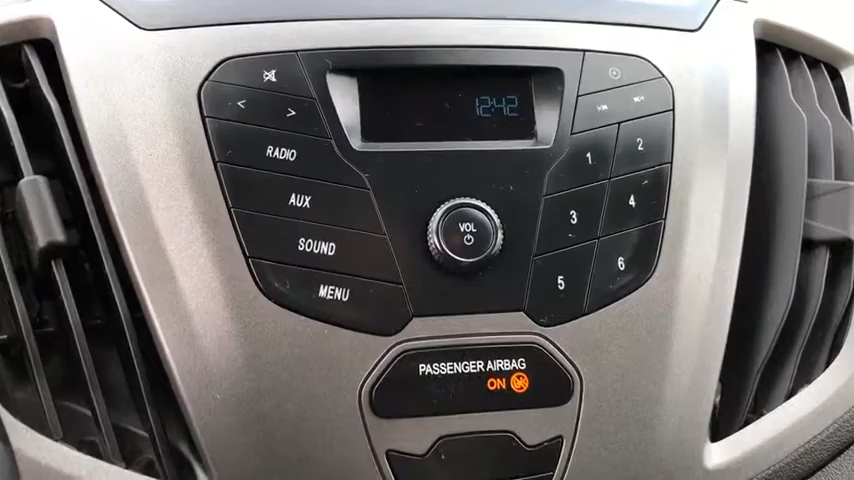 12:42
RADIO
AUX
SOUND
MENU
VOL
1 2
3 4
5 6
PASSENGER AIRBAG
ON